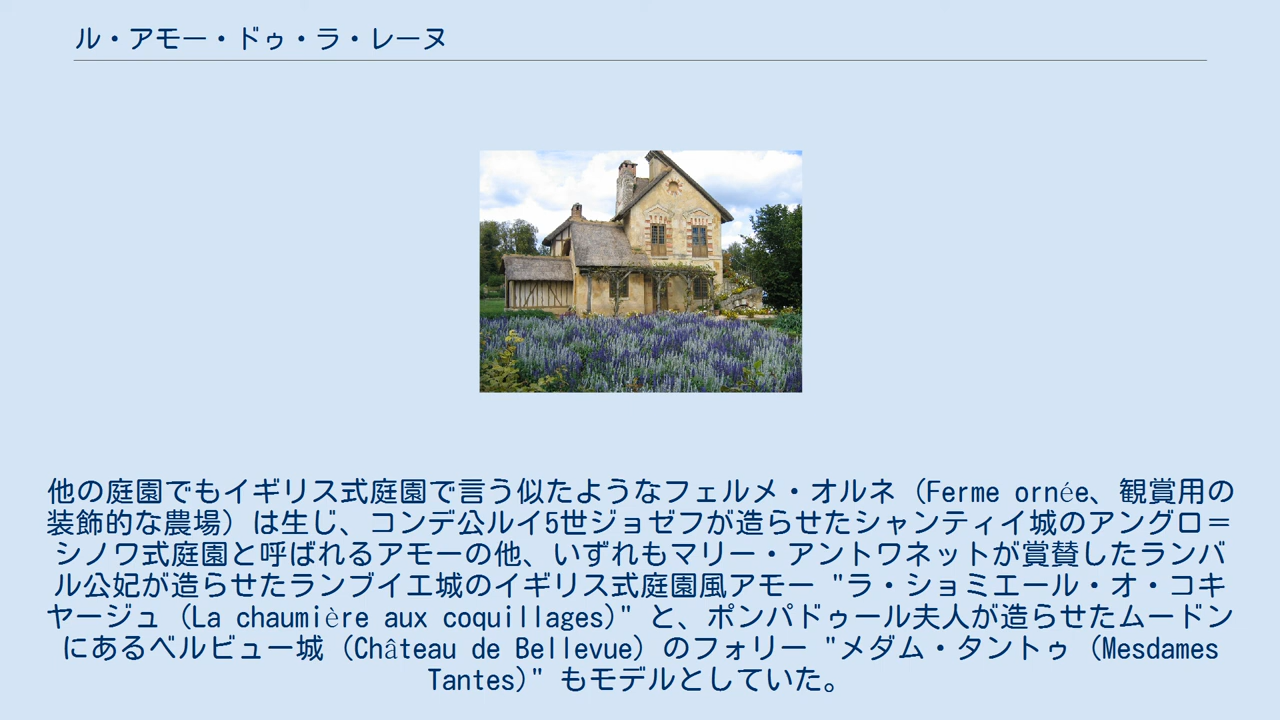 ル・アモー・ドゥ・ラ・レーヌ
他の庭園でもイギリス式庭園で言う似たようなフェルメ・オルネ（Ferme ornée、観賞用の
装飾的な農場）は生じ、コンデ公ルイ5世ジョゼフが造らせたシャンティイ城のアングロ＝
シノワ式庭園と呼ばれるアモーの他、いずれもマリー・アントワネットが賞賛したランバ
ル公妃が造らせたランブイエ城のイギリス式庭園風アモー "ラ・ショミエール・オ・コキ
ヤージュ（La chaumière aux coquillages)" と、ポンパドゥール夫人が造らせたムードン
にあるベルビュー城（Château de Bellevue）のフォリー "メダム・タントゥ（Mesdames
Tantes)" もモデルとしていた。